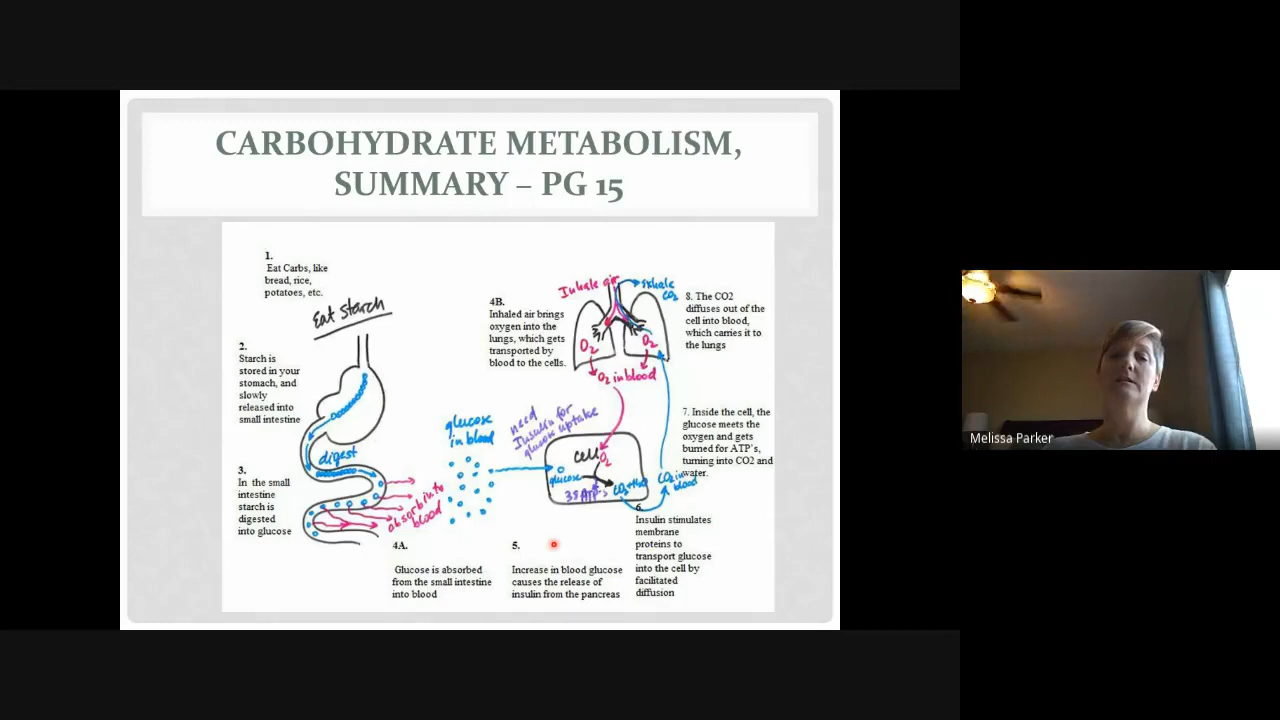 CARBOHYDRATE METABOLISM,
SUMMARY – PG 15
1.
Eat Carbs, like
bread, rice,
potatoes, etc.
Eat Starch
2.
Starch is
stored in your
stomach, and
slowly
released into
small intestine
digest
3.
In the small
intestine
starch is
digested
into glucose
absorb into
blood
4A.
Glucose is absorbed
from the small intestine
into blood
glucose
in blood
need
Insulin for
glucose uptake
4B.
Inhaled air brings
oxygen into the
lungs, which gets
transported by
blood to the cells.
Inhale air
exhale
CO2
O2
O2
O2 in blood
cell
O2
glucose
CO2 in
blood
5.
Increase in blood glucose
causes the release of
insulin from the pancreas
6.
Insulin stimulates
membrane
proteins to
transport glucose
into the cell by
facilitated
diffusion
7. Inside the cell, the
glucose meets the
oxygen and gets
burned for ATP's,
turning into CO2 and
water.
8. The CO2
diffuses out of the
cell into blood,
which carries it to
the lungs
Melissa Parker